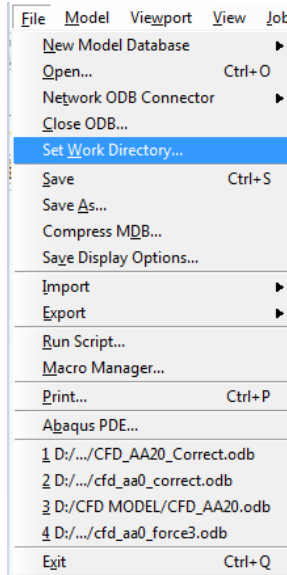 File Model Viewport View Job
New Model Database
Open... Ctrl+O
Network ODB Connector
Close ODB...
Set Work Directory...
Save Ctrl+S
Save As...
Compress MDB...
Save Display Options...
Import
Export
Run Script...
Macro Manager...
Print... Ctrl+P
Abaqus PDE...
1 D:/.../CFD_AA20_Correct.odb
2 D:/.../cfd_aa0_correct.odb
3 D:/CFD MODEL/CFD_AA20.odb
4 D:/.../cfd_aa0_force3.odb
Exit Ctrl+Q